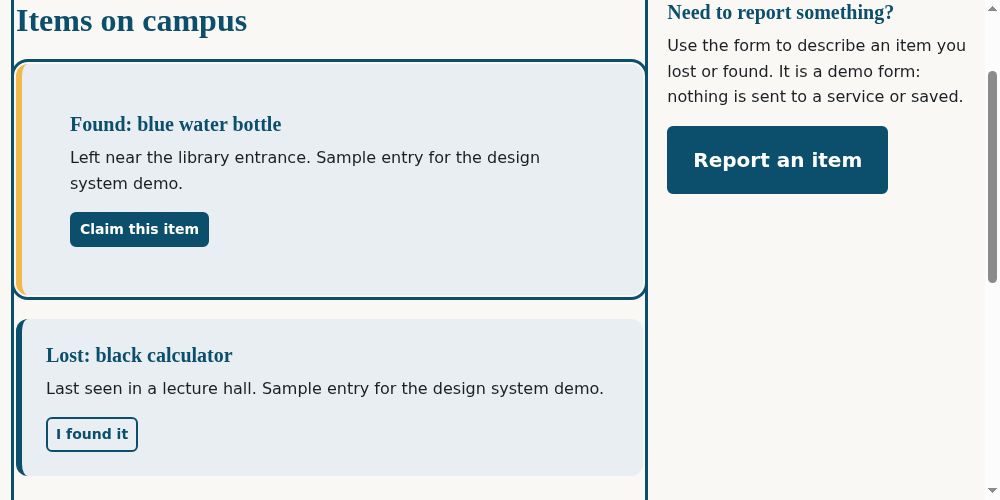 Items on campus
Found: blue water bottle
Left near the library entrance. Sample entry for the design
system demo.
Claim this item
Lost: black calculator
Last seen in a lecture hall. Sample entry for the design system demo.
I found it
Need to report something?
Use the form to describe an item you
lost or found. It is a demo form:
nothing is sent to a service or saved.
Report an item